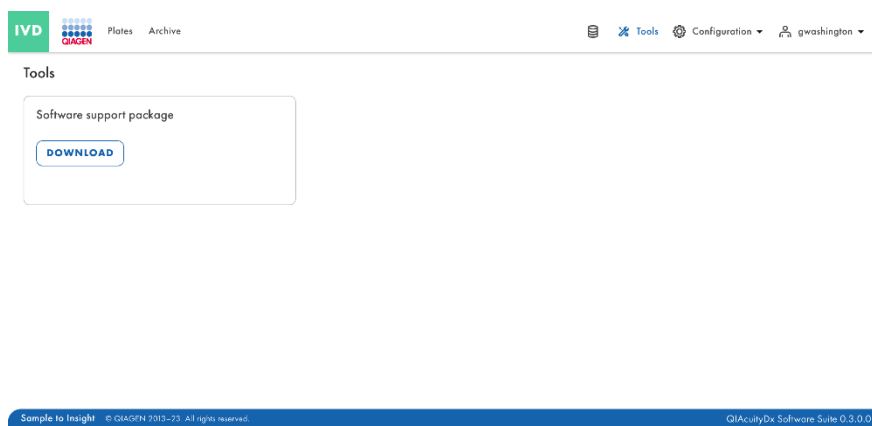 IVD QIAGEN Plates Archive Tools Configuration gwashington
Tools
Software support package
DOWNLOAD
Sample to Insight © QIAGEN 2013–23 All rights reserved. QIAcuityDx Software Suite 0.3.0.0